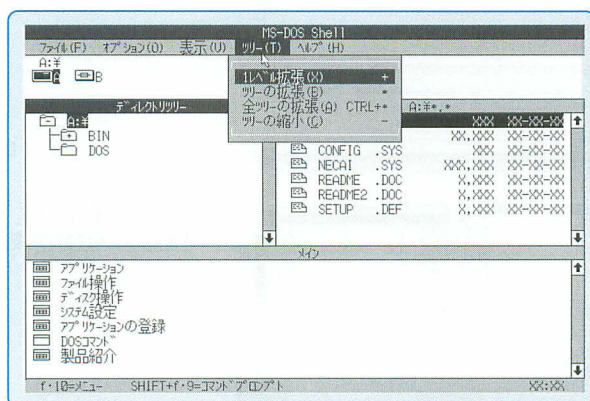 MS-DOS Shell
ファイル(F) オプション(O) 表示(U) ツリー(T) ヘルプ(H)
A:¥
A B
1レベル拡張(X) +
ツリーの拡張(B) *
全ツリーの拡張(A) CTRL+*
ツリーの縮小(C) -
ディレクトリツリー
A:¥
BIN
DOS
A:¥*.*
XXX XX-XX-XX
XX,XXX XX-XX-XX
CONFIG .SYS XXX XX-XX-XX
NECAI .SYS XXX,XXX XX-XX-XX
README .DOC X,XXX XX-XX-XX
README2 .DOC X,XXX XX-XX-XX
SETUP .DEF X,XXX XX-XX-XX
メイン
アプリケーション
ファイル操作
ディスク操作
システム設定
アプリケーションの登録
DOSコマンド
製品紹介
f・10=メニュー SHIFT+f・9=コマンドプロンプト XX:XX